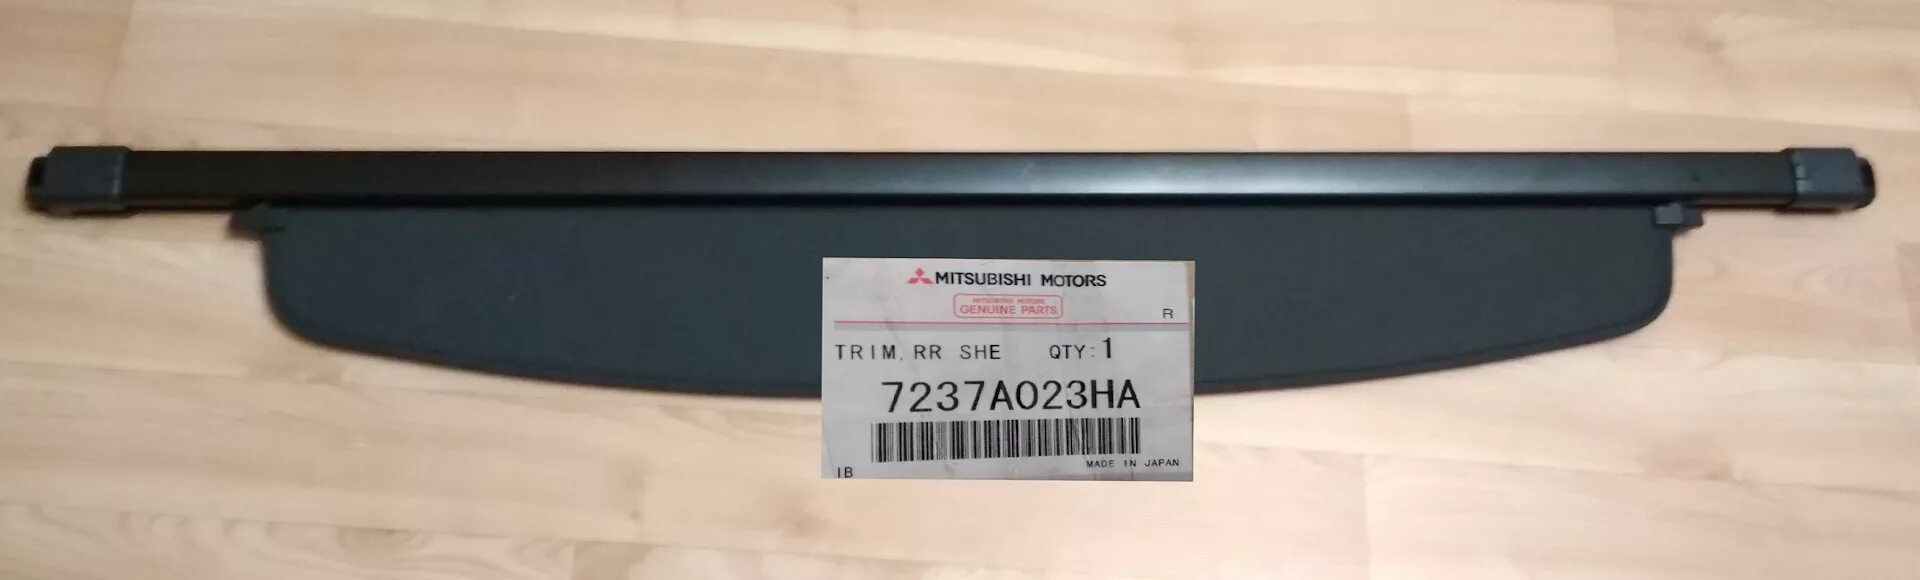 MITSUBISHI MOTORS
MITSUBISHI MOTORS
GENUINE PARTS
R
TRIM,RR SHE QTY:1
7237A023HA
IB
MADE IN JAPAN